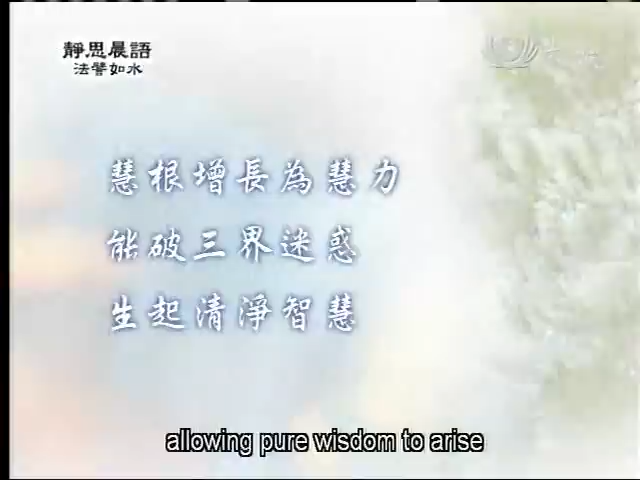 靜思晨語
法譬如水
慧根增長為慧力
能破三界迷惑
生起清淨智慧
allowing pure wisdom to arise